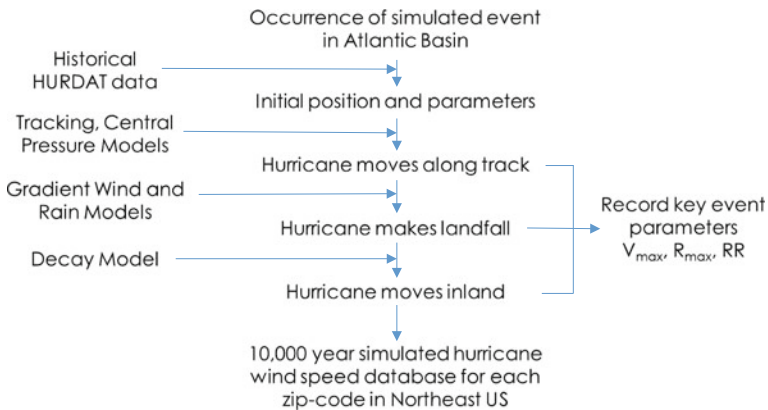 Occurrence of simulated event
in Atlantic Basin
Historical
HURDAT data
Initial position and parameters
Tracking, Central
Pressure Models
Hurricane moves along track
Gradient Wind and
Rain Models
Hurricane makes landfall
Record key event
parameters
Vmax, Rmax, RR
Decay Model
Hurricane moves inland
10,000 year simulated hurricane
wind speed database for each
zip-code in Northeast US